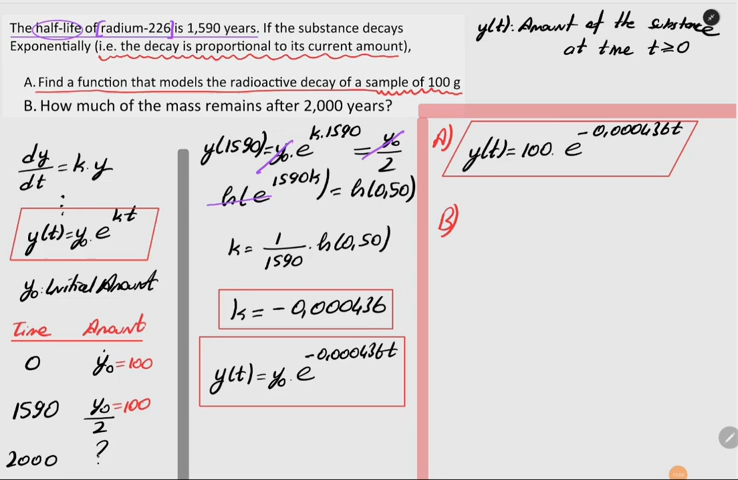 The half-life of radium-226 is 1,590 years. If the substance decays
Exponentially (i.e. the decay is proportional to its current amount),
A. Find a function that models the radioactive decay of a sample of 100 g
B. How much of the mass remains after 2,000 years?
y(t): Amount of the substance
at time t ≥ 0
dy/dt = k.y
:
y(t)=y₀.e^kt
y₀: Initial Amount
Time Amount
0 y₀=100
1590 y₀/2=100
2000 ?
y(1590)=y₀.e^k.1590 = y₀/2
ln(e^1590k)=ln(0,50)
k= 1/1590 . ln(0,50)
k= -0,000436
y(t)=y₀.e^-0,000436t
A) y(t)=100.e^-0,000436t
B)